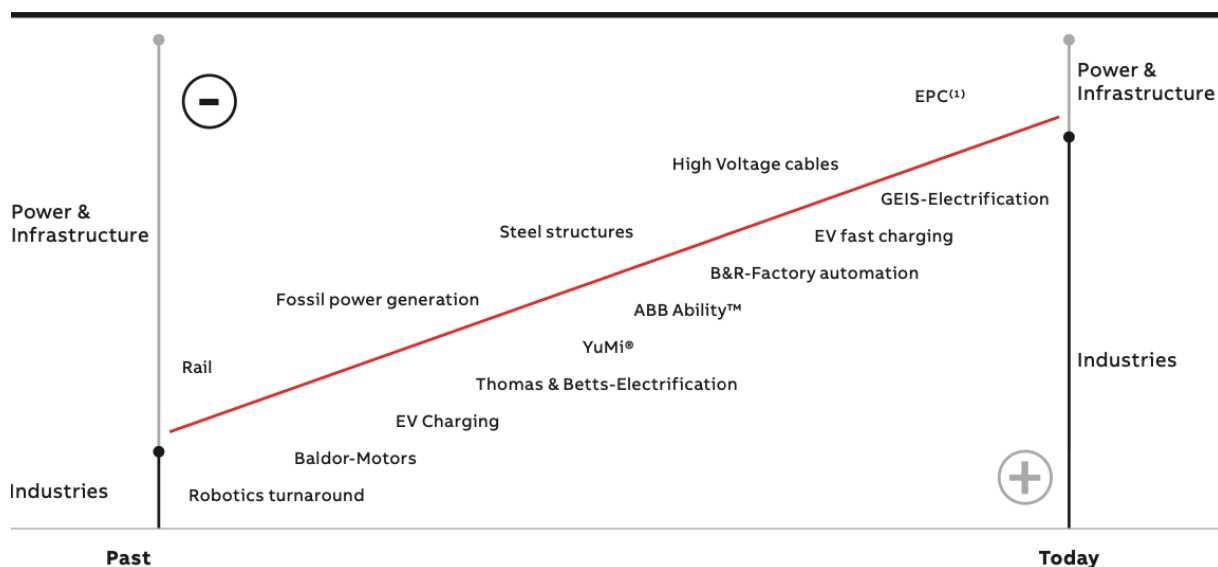 Power &
Infrastructure
-
EPC⁽¹⁾
Power &
Infrastructure
High Voltage cables
GEIS-Electrification
Power &
Infrastructure
Steel structures
EV fast charging
B&R-Factory automation
Fossil power generation
ABB Ability™
YuMi®
Rail
Industries
Thomas & Betts-Electrification
EV Charging
Baldor-Motors
+
Industries
Robotics turnaround
Past
Today